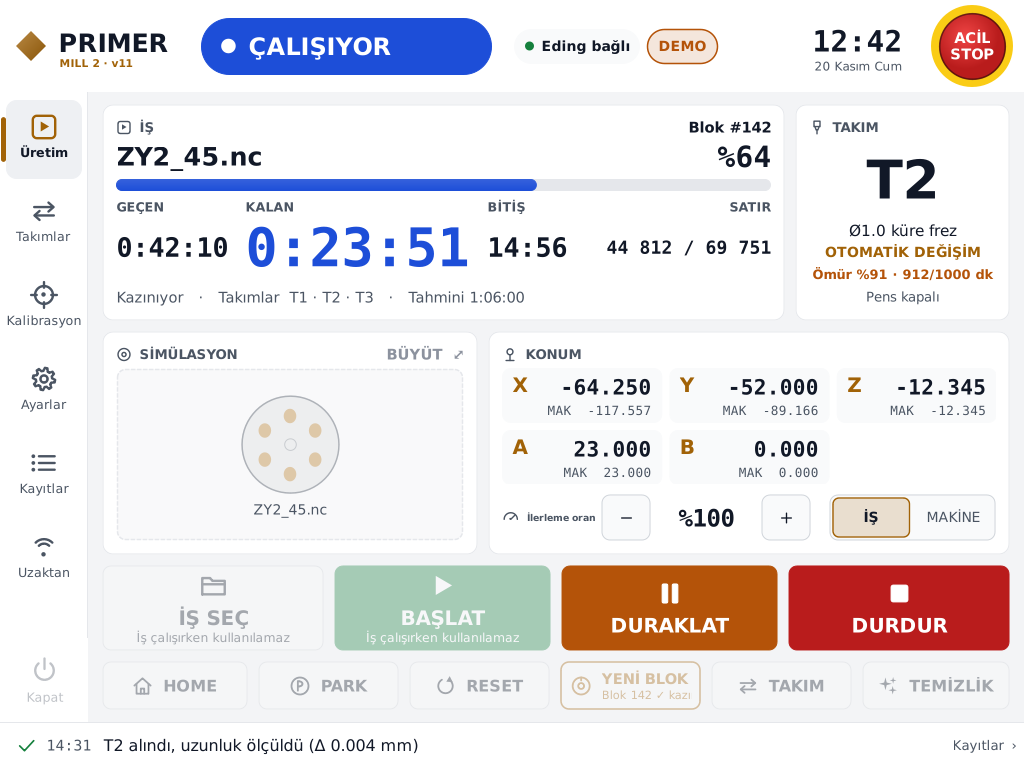 PRIMER
MILL 2 · v11
ÇALIŞIYOR
Eding bağlı
DEMO
12:42
20 Kasım Cum
ACİL
STOP
Üretim
Takımlar
Kalibrasyon
Ayarlar
Kayıtlar
Uzaktan
Kapat
İŞ
Blok #142
ZY2_45.nc
%64
GEÇEN
KALAN
BİTİŞ
SATIR
0:42:10
0:23:51
14:56
44 812 / 69 751
Kazınıyor · Takımlar T1 · T2 · T3 · Tahmini 1:06:00
TAKIM
T2
Ø1.0 küre frez
OTOMATİK DEĞİŞİM
Ömür %91 · 912/1000 dk
Pens kapalı
SİMÜLASYON
BÜYÜT ⤢
ZY2_45.nc
KONUM
X -64.250
MAK -117.557
Y -52.000
MAK -89.166
Z -12.345
MAK -12.345
A 23.000
MAK 23.000
B 0.000
MAK 0.000
İlerleme oran
−
%100
+
İŞ
MAKİNE
İŞ SEÇ
İş çalışırken kullanılamaz
BAŞLAT
İş çalışırken kullanılamaz
DURAKLAT
DURDUR
HOME
PARK
RESET
YENİ BLOK
Blok 142 ✓ kazı
TAKIM
TEMİZLİK
14:31 T2 alındı, uzunluk ölçüldü (Δ 0.004 mm)
Kayıtlar ›